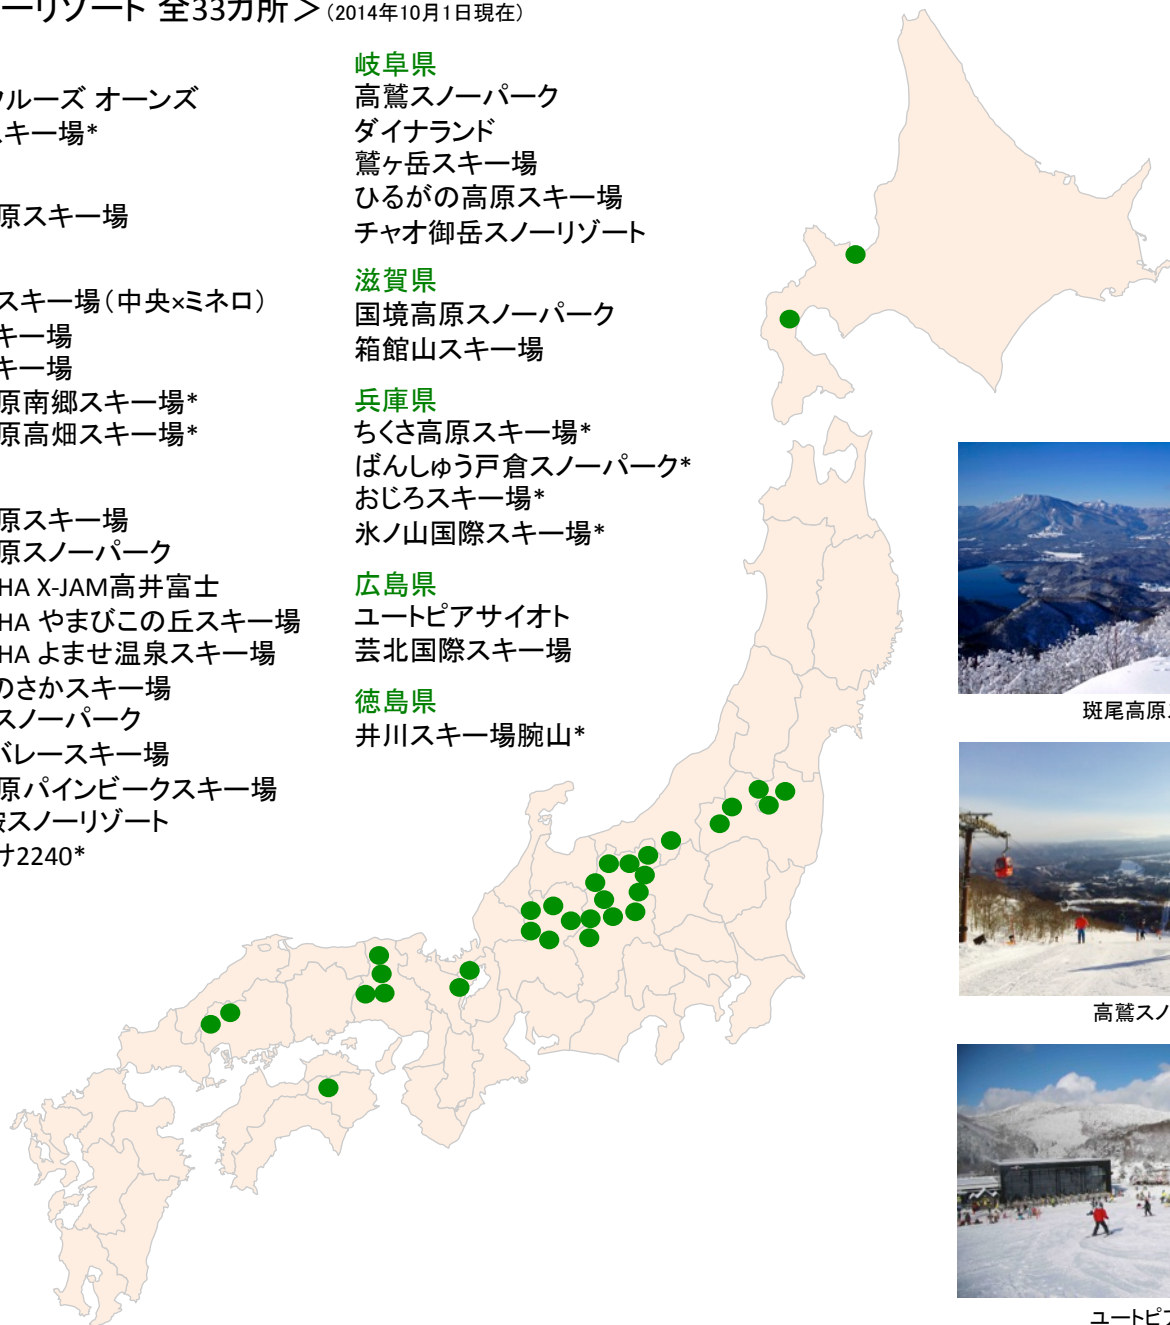 ーリゾート 全33カ所＞(2014年10月1日現在)
ルーズ オーンズ
スキー場*
原スキー場
スキー場（中央×ミネロ）
キー場
キー場
原南郷スキー場*
原高畑スキー場*
原スキー場
原スノーパーク
HA X-JAM高井富士
HA やまびこの丘スキー場
HA よませ温泉スキー場
のさかスキー場
スノーパーク
バレースキー場
原パインビークスキー場
鞍スノーリゾート
け2240*
岐阜県
高鷲スノーパーク
ダイナランド
鷲ヶ岳スキー場
ひるがの高原スキー場
チャオ御岳スノーリゾート
滋賀県
国境高原スノーパーク
箱館山スキー場
兵庫県
ちくさ高原スキー場*
ばんしゅう戸倉スノーパーク*
おじろスキー場*
氷ノ山国際スキー場*
広島県
ユートピアサイオト
芸北国際スキー場
徳島県
井川スキー場腕山*
斑尾高原
高鷲スノ
ユートピア